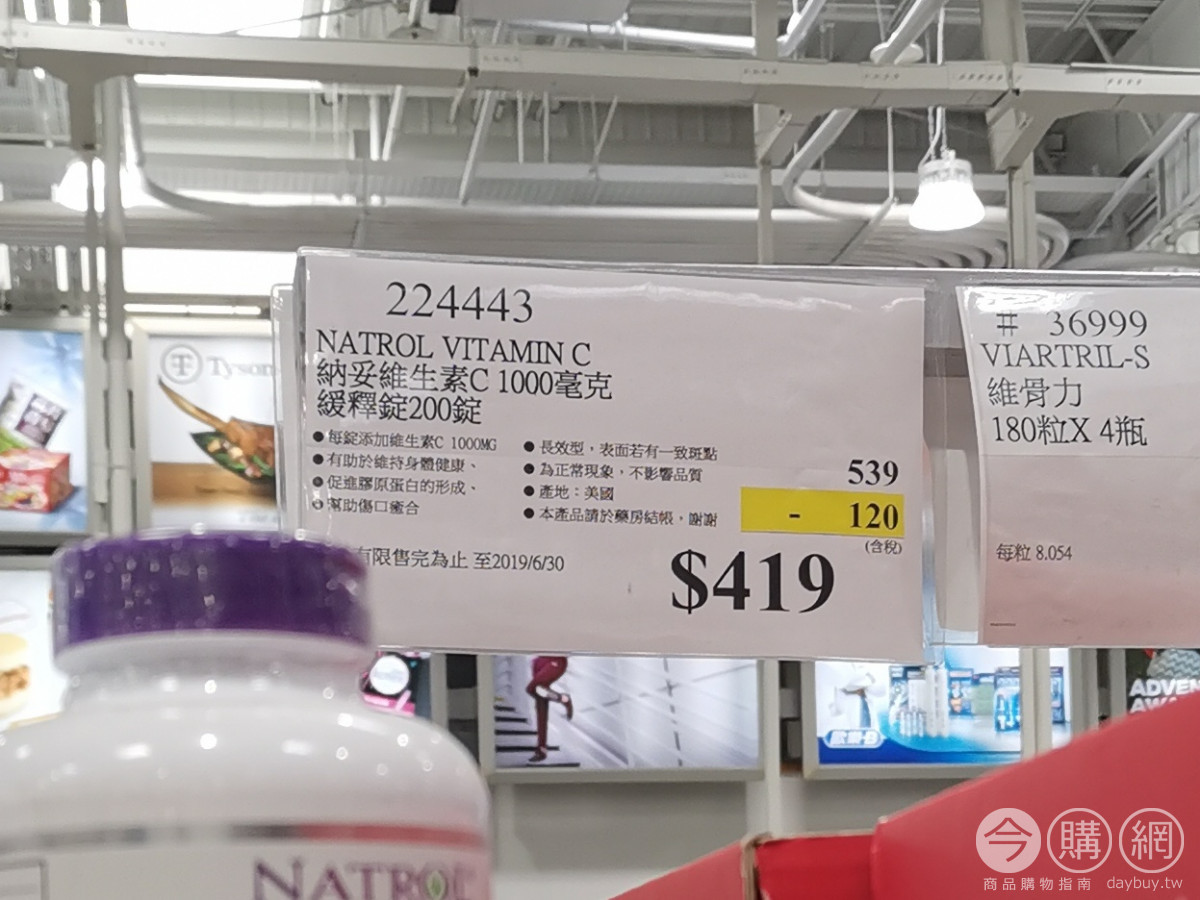 224443
NATROL VITAMIN C
納妥維生素C 1000毫克
緩釋錠200錠
●每錠添加維生素C 1000MG
●有助於維持身體健康、
●促進膠原蛋白的形成、
幫助傷口癒合
●長效型，表面若有一致斑點
●為正常現象，不影響品質
●產地：美國
●本產品請於藥房結帳，謝謝
539
- 120
(含稅)
$419
有限售完為止 至2019/6/30
# 36999
VIARTRIL-S
維骨力
180粒X 4瓶
每粒 8.054
Tyson
歐樂-B
ADVEN
AWA
NATROL
今購網
商品購物指南 daybuy.tw